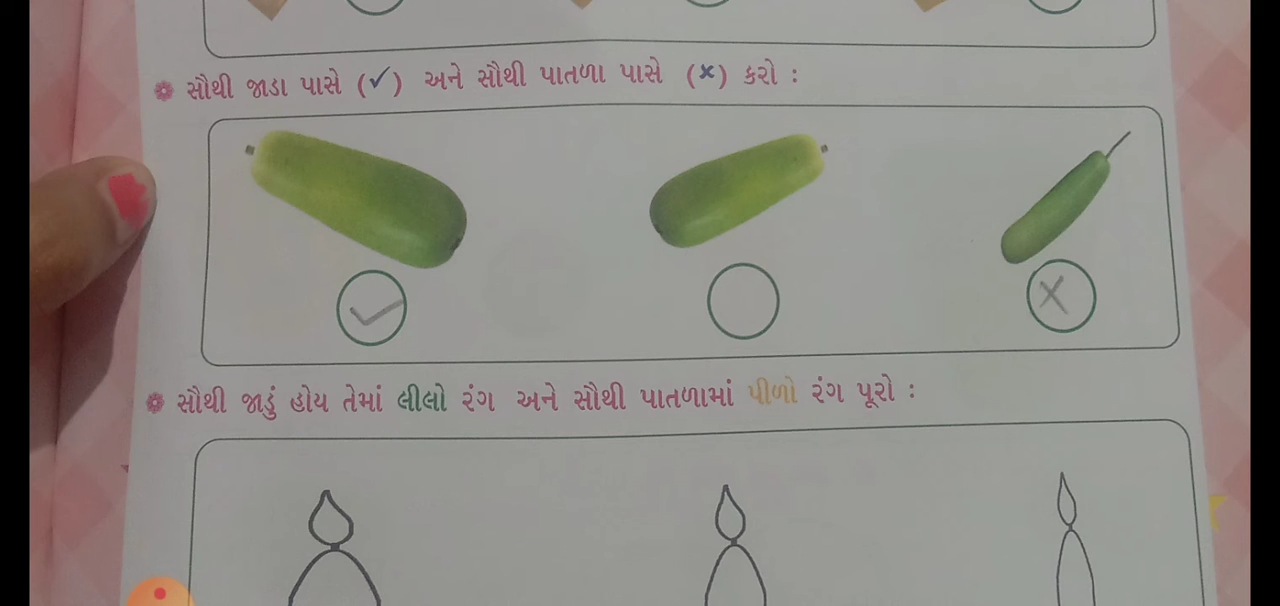 સૌથી જાડા પાસે (✓) અને સૌથી પાતળા પાસે (✗) કરો :
સૌથી જાડું હોય તેમાં લીલો રંગ અને સૌથી પાતળામાં પીળો રંગ પૂરો :